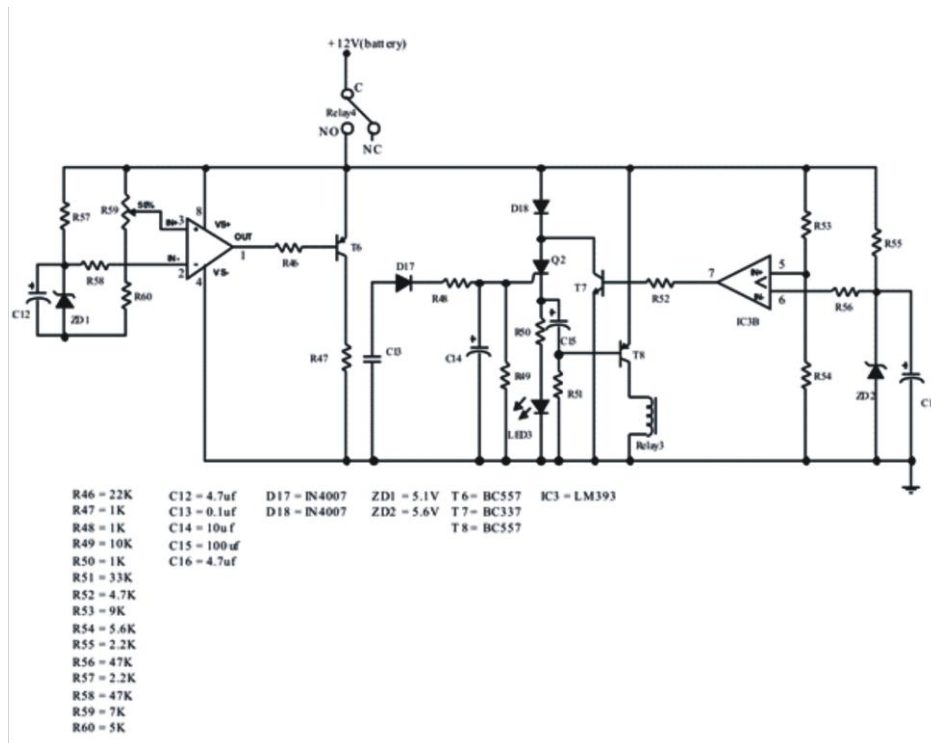 +12V(battery)
C
Relay4
NO
NC
R57
R59
50%
IN+
3
8
VS+
OUT
1
IN-
2
VS-
4
R58
R60
C12
ZD1
R46
T6
R47
D17
C13
R48
C14
R49
D18
Q2
R50
C15
LED3
R51
T7
R52
T8
Relay3
7
IN+
5
IN-
6
IC3B
R53
R54
R55
R56
ZD2
C1
R46 = 22K
R47 = 1K
R48 = 1K
R49 = 10K
R50 = 1K
R51 = 33K
R52 = 4.7K
R53 = 9K
R54 = 5.6K
R55 = 2.2K
R56 = 47K
R57 = 2.2K
R58 = 47K
R59 = 7K
R60 = 5K
C12 = 4.7uf
C13 = 0.1uf
C14 = 10uf
C15 = 100uf
C16 = 4.7uf
D17 = IN4007
D18 = IN4007
ZD1 = 5.1V
ZD2 = 5.6V
T6 = BC557
T7 = BC337
T8 = BC557
IC3 = LM393